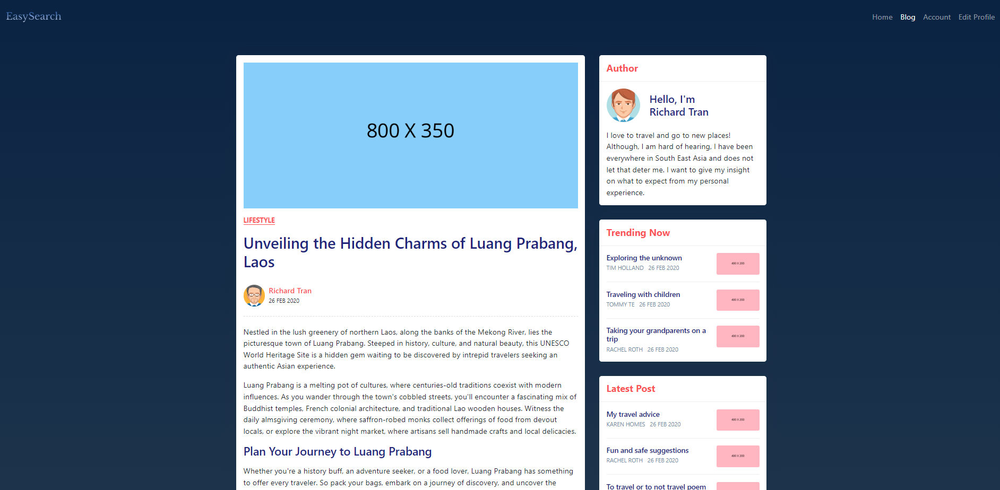 EasySearch
Home Blog Account Edit Profile
800 X 350
LIFESTYLE
Unveiling the Hidden Charms of Luang Prabang,
Laos
Richard Tran
26 FEB 2020
Nestled in the lush greenery of northern Laos, along the banks of the Mekong River, lies the
picturesque town of Luang Prabang. Steeped in history, culture, and natural beauty, this UNESCO
World Heritage Site is a hidden gem waiting to be discovered by intrepid travelers seeking an
authentic Asian experience.
Luang Prabang is a melting pot of cultures, where centuries-old traditions coexist with modern
influences. As you wander through the town's cobbled streets, you'll encounter a fascinating mix of
Buddhist temples, French colonial architecture, and traditional Lao wooden houses. Witness the
daily almsgiving ceremony, where saffron-robed monks collect offerings of food from devout
locals, or explore the vibrant night market, where artisans sell handmade crafts and local delicacies.
Plan Your Journey to Luang Prabang
Whether you're a history buff, an adventure seeker, or a food lover, Luang Prabang has something
to offer every traveler. So pack your bags, embark on a journey of discovery, and uncover the
Author
Hello, I'm
Richard Tran
I love to travel and go to new places!
Although, I am hard of hearing, I have been
everywhere in South East Asia and does not
let that deter me. I want to give my insight
on what to expect from my personal
experience.
Trending Now
Exploring the unknown
TIM HOLLAND 26 FEB 2020
400 X 200
Traveling with children
TOMMY TE 26 FEB 2020
400 X 200
Taking your grandparents on a
trip
RACHEL ROTH 26 FEB 2020
400 X 200
Latest Post
My travel advice
KAREN HOMES 26 FEB 2020
400 X 200
Fun and safe suggestions
RACHEL ROTH 26 FEB 2020
400 X 200
To travel or to not travel poem